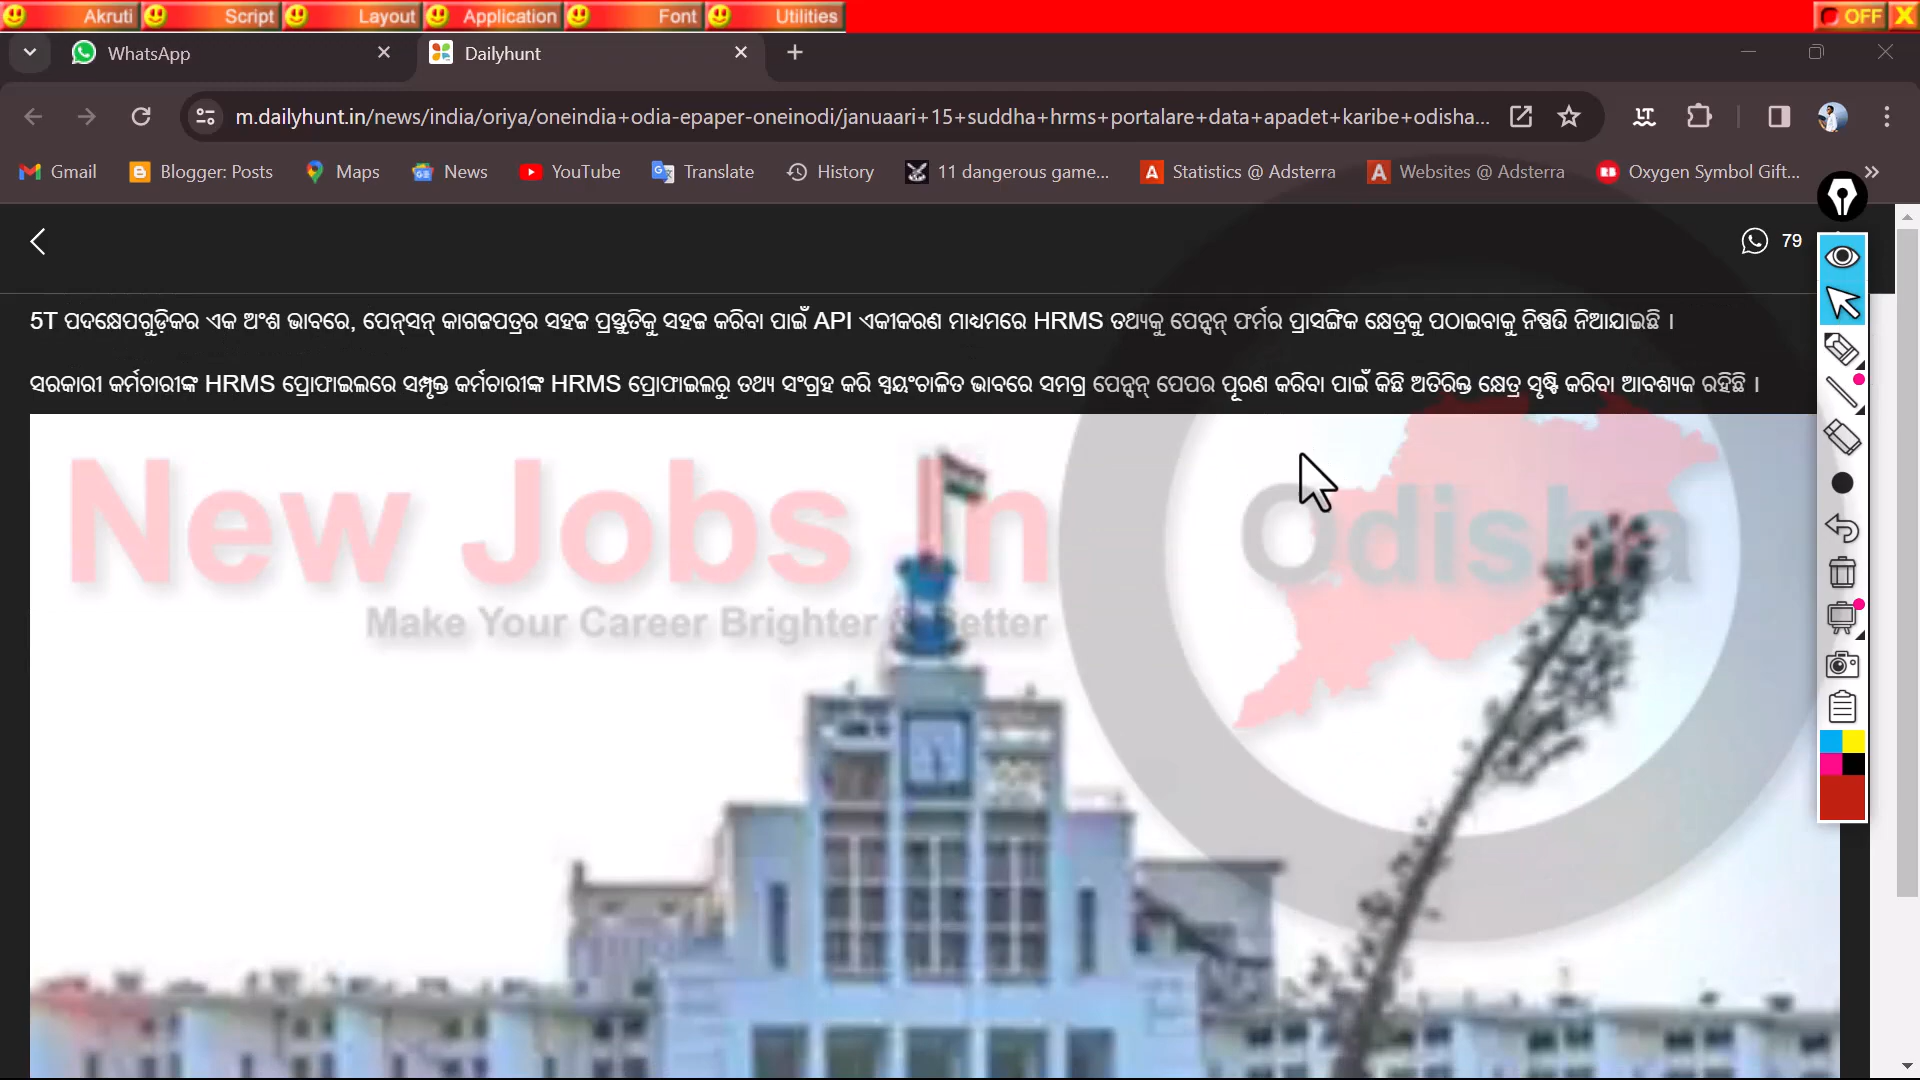 Akruti Script Layout Application Font Utilities OFF X
WhatsApp Dailyhunt
m.dailyhunt.in/news/india/oriya/oneindia+odia-epaper-oneinodi/januaari+15+suddha+hrms+portalare+data+apadet+karibe+odisha...
Gmail Blogger: Posts Maps News YouTube Translate History 11 dangerous game... Statistics @ Adsterra Websites @ Adsterra Oxygen Symbol Gift... »
79
5T ପଦକ୍ଷେପଗୁଡ଼ିକର ଏକ ଅଂଶ ଭାବରେ, ପେନ୍‌ସନ୍ କାଗଜପତ୍ରର ସହଜ ପ୍ରସ୍ତୁତିକୁ ସହଜ କରିବା ପାଇଁ API ଏକୀକରଣ ମାଧ୍ୟମରେ HRMS ତଥ୍ୟକୁ ପେନ୍ସନ୍ ଫର୍ମର ପ୍ରାସଙ୍ଗିକ କ୍ଷେତ୍ରକୁ ପଠାଇବାକୁ ନିଷ୍ପତ୍ତି ନିଆଯାଇଛି ।
ସରକାରୀ କର୍ମଚାରୀଙ୍କ HRMS ପ୍ରୋଫାଇଲରେ ସମ୍ପୃକ୍ତ କର୍ମଚାରୀଙ୍କ HRMS ପ୍ରୋଫାଇଲରୁ ତଥ୍ୟ ସଂଗ୍ରହ କରି ସ୍ୱୟଂଚାଳିତ ଭାବରେ ସମଗ୍ର ପେନ୍ସନ୍ ପେପର ପୂରଣ କରିବା ପାଇଁ କିଛି ଅତିରିକ୍ତ କ୍ଷେତ୍ର ସୃଷ୍ଟି କରିବା ଆବଶ୍ୟକ ରହିଛି ।
New Jobs In Odisha
Make Your Career Brighter & Better